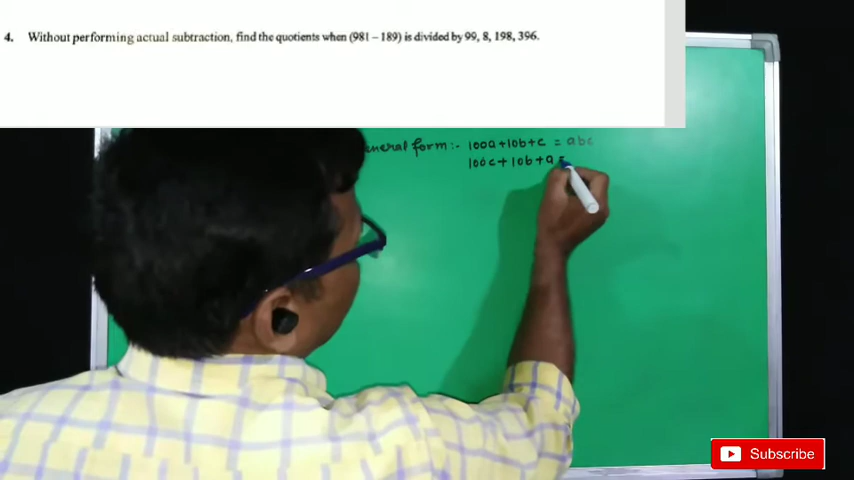 4. Without performing actual subtraction, find the quotients when (981 – 189) is divided by 99, 8, 198, 396.
eneral form:- 100a+10b+c = abc
100c+10b+a =
Subscribe